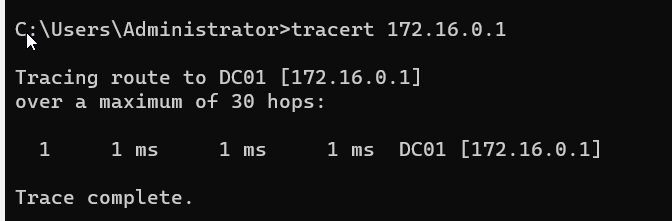 C:\Users\Administrator>tracert 172.16.0.1
Tracing route to DC01 [172.16.0.1]
over a maximum of 30 hops:
1 1 ms 1 ms 1 ms DC01 [172.16.0.1]
Trace complete.